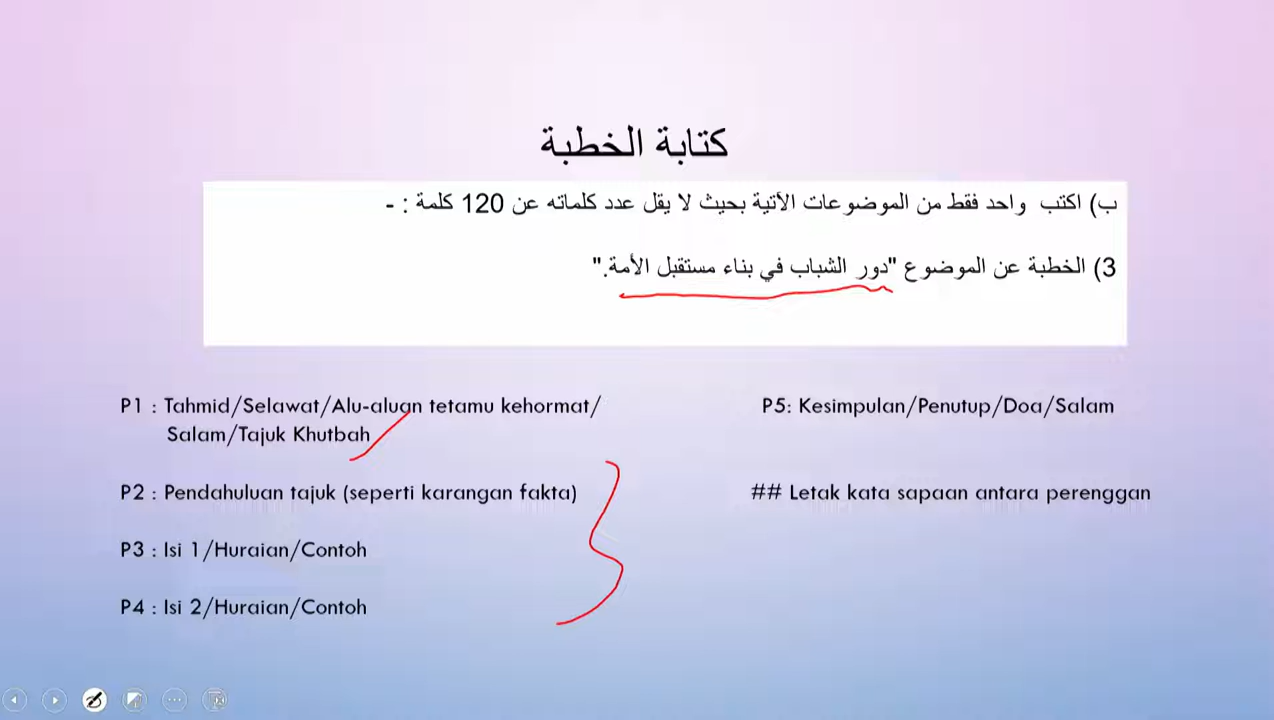 كتابة الخطبة
ب) اكتب واحد فقط من الموضوعات الآتية بحيث لا يقل عدد كلماته عن 120 كلمة : -
3) الخطبة عن الموضوع "دور الشباب في بناء مستقبل الأمة."
P1 : Tahmid/Selawat/Alu-aluan tetamu kehormat/
Salam/Tajuk Khutbah
P2 : Pendahuluan tajuk (seperti karangan fakta)
P3 : Isi 1/Huraian/Contoh
P4 : Isi 2/Huraian/Contoh
P5: Kesimpulan/Penutup/Doa/Salam
## Letak kata sapaan antara perenggan